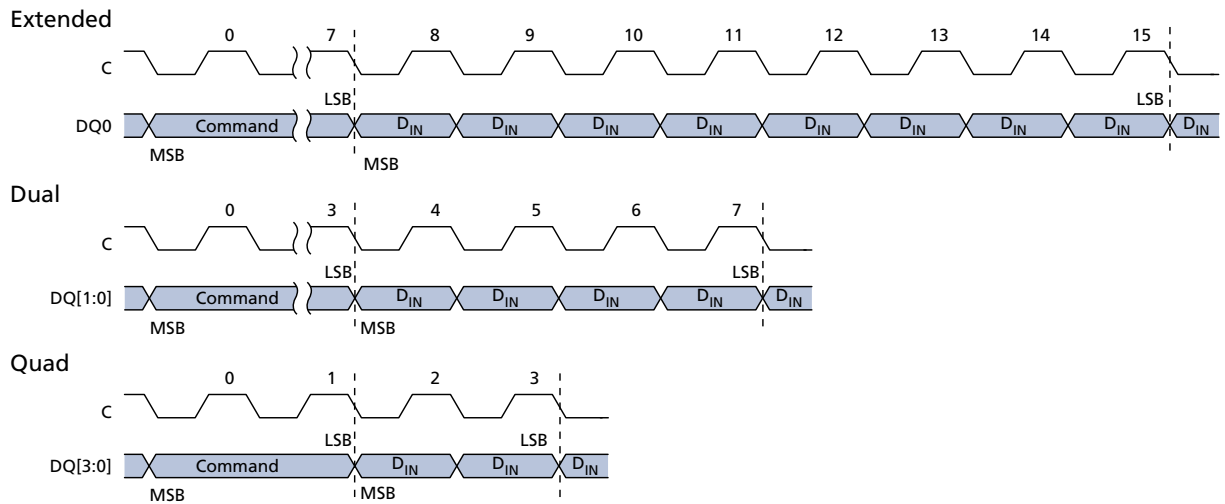 Extended
0 7 8 9 10 11 12 13 14 15
C
LSB LSB
DQ0 Command DIN DIN DIN DIN DIN DIN DIN DIN DIN
MSB MSB
Dual
0 3 4 5 6 7
C
LSB LSB
DQ[1:0] Command DIN DIN DIN DIN DIN
MSB MSB
Quad
0 1 2 3
C
LSB LSB
DQ[3:0] Command DIN DIN DIN
MSB MSB